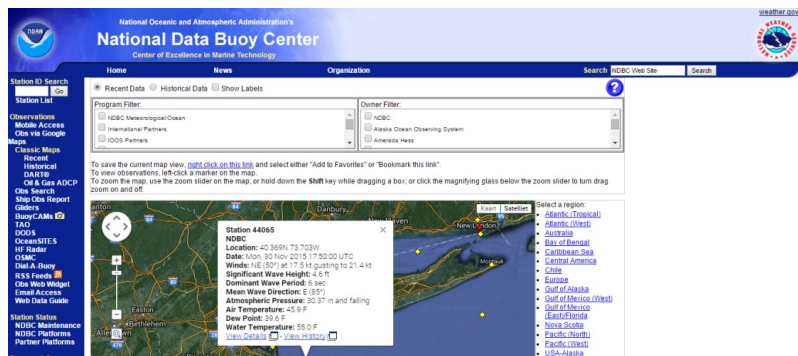 weather.gov
NOAA
National Oceanic and Atmospheric Administration's
National Data Buoy Center
Center of Excellence in Marine Technology
Home News Organization Search NDBC Web Site Search
Station ID Search
Go
Station List
Observations
Mobile Access
Obs via Google
Maps
Classic Maps
Recent
Historical
DART®
Oil & Gas ADCP
Obs Search
Ship Obs Report
Gliders
BuoyCAMs
TAO
DODS
OceanSITES
HF Radar
OSMC
Dial-A-Buoy
RSS Feeds
Obs Web Widget
Email Access
Web Data Guide
Station Status
NDBC Maintenance
NDBC Platforms
Partner Platforms
Recent Data Historical Data Show Labels
?
Program Filter:
NDBC Meteorological/Ocean
International Partners
IOOS Partners
Owner Filter:
NDBC
Alaska Ocean Observing System
Amerada Hess
To save the current map view, right click on this link and select either "Add to Favorites" or "Bookmark this link".
To view observations, left-click a marker on the map.
To zoom the map, use the zoom slider on the map; or hold down the Shift key while dragging a box; or click the magnifying glass below the zoom slider to turn drag
zoom on and off.
anton
84
Danbury
Haven
New London
95
Kaart Satelliet
Montauk
80
Easton
Bethlehem
Allentown
476
Station 44065
NDBC
Location: 40.369N 73.703W
Date: Mon, 30 Nov 2015 17:50:00 UTC
Winds: NE (50°) at 17.5 kt gusting to 21.4 kt
Significant Wave Height: 4.6 ft
Dominant Wave Period: 6 sec
Mean Wave Direction: E (85°)
Atmospheric Pressure: 30.37 in and falling
Air Temperature: 45.9 F
Dew Point: 39.6 F
Water Temperature: 55.0 F
View Details - View History
Select a region:
Atlantic (Tropical)
Atlantic (West)
Australia
Bay of Bengal
Caribbean Sea
Central America
Chile
Europe
Gulf of Alaska
Gulf of Mexico (West)
Gulf of Mexico
(East)/Florida
Nova Scotia
Pacific (North)
Pacific (West)
USA-Alaska